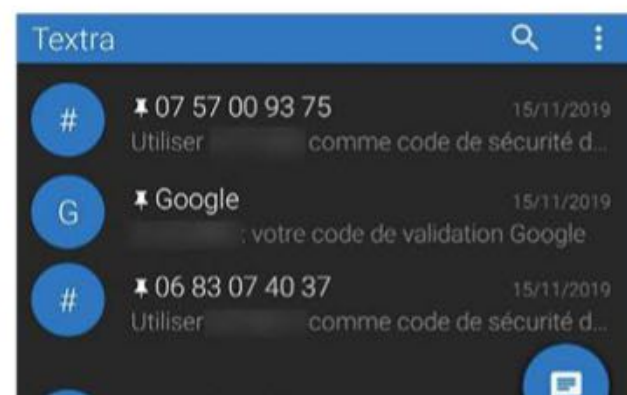 Textra
# 07 57 00 93 75 15/11/2019
Utiliser comme code de sécurité d...
G Google 15/11/2019
: votre code de validation Google
# 06 83 07 40 37 15/11/2019
Utiliser comme code de sécurité d...